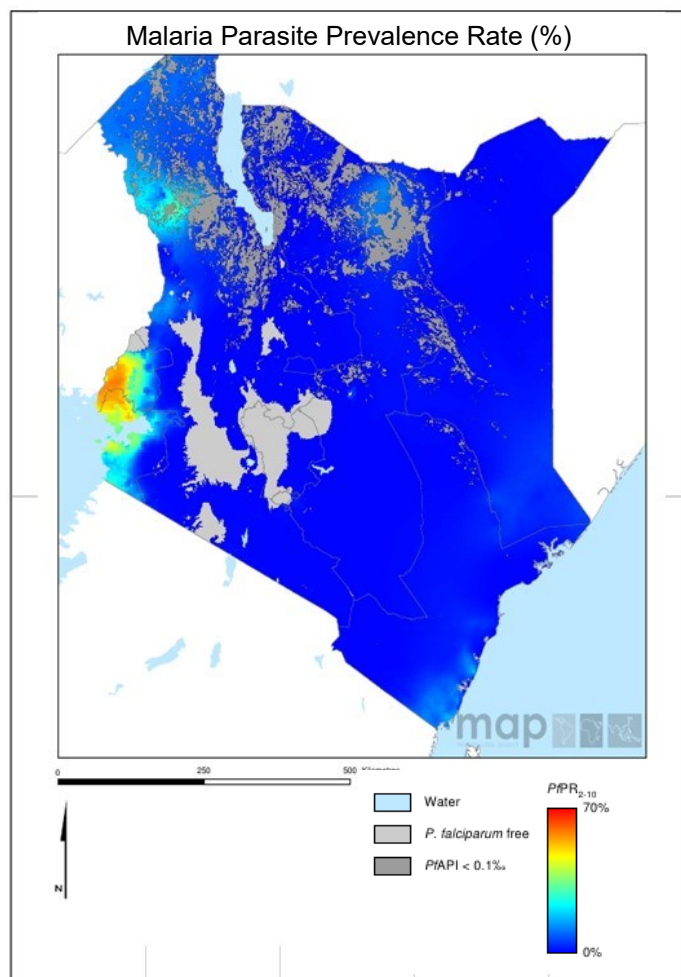 Malaria Parasite Prevalence Rate (%)
map
0
250
500
Water
P. falciparum free
PfAPI < 0.1‰
PfPR2-10
70%
0%
N